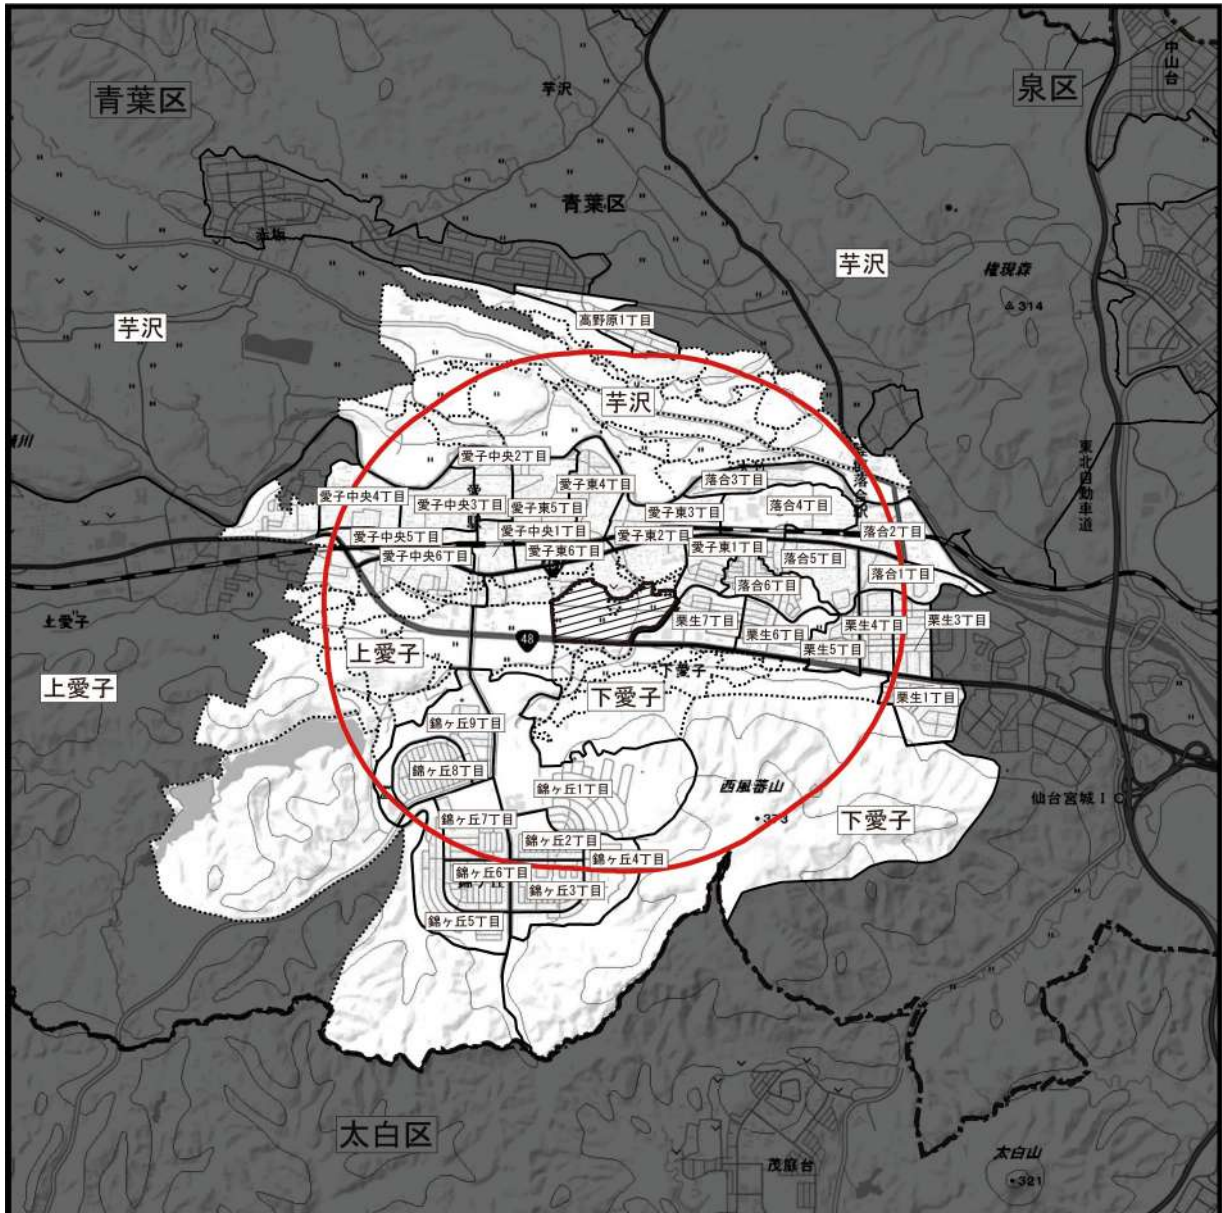 青葉区
泉区
中山台
芋沢
青葉区
赤坂
芋沢
権現森
314
芋沢
高野原1丁目
芋沢
東北自動車道
愛子中央2丁目
愛子東4丁目
落合3丁目
愛子中央4丁目
愛子中央3丁目
愛子東5丁目
愛子東3丁目
落合4丁目
愛子中央5丁目
愛子中央1丁目
愛子東2丁目
落合2丁目
愛子中央6丁目
愛子東6丁目
愛子東1丁目
落合5丁目
落合6丁目
落合1丁目
上愛子
栗生7丁目
栗生6丁目
栗生4丁目
栗生3丁目
栗生5丁目
48
上愛子
下愛子
上愛子
下愛子
栗生1丁目
錦ヶ丘9丁目
錦ヶ丘8丁目
錦ヶ丘1丁目
西風蕃山
373
仙台宮城IC
錦ヶ丘7丁目
下愛子
錦ヶ丘2丁目
錦ヶ丘4丁目
錦ヶ丘6丁目
錦ヶ丘3丁目
錦ヶ丘5丁目
太白区
茂庭台
太白山
321